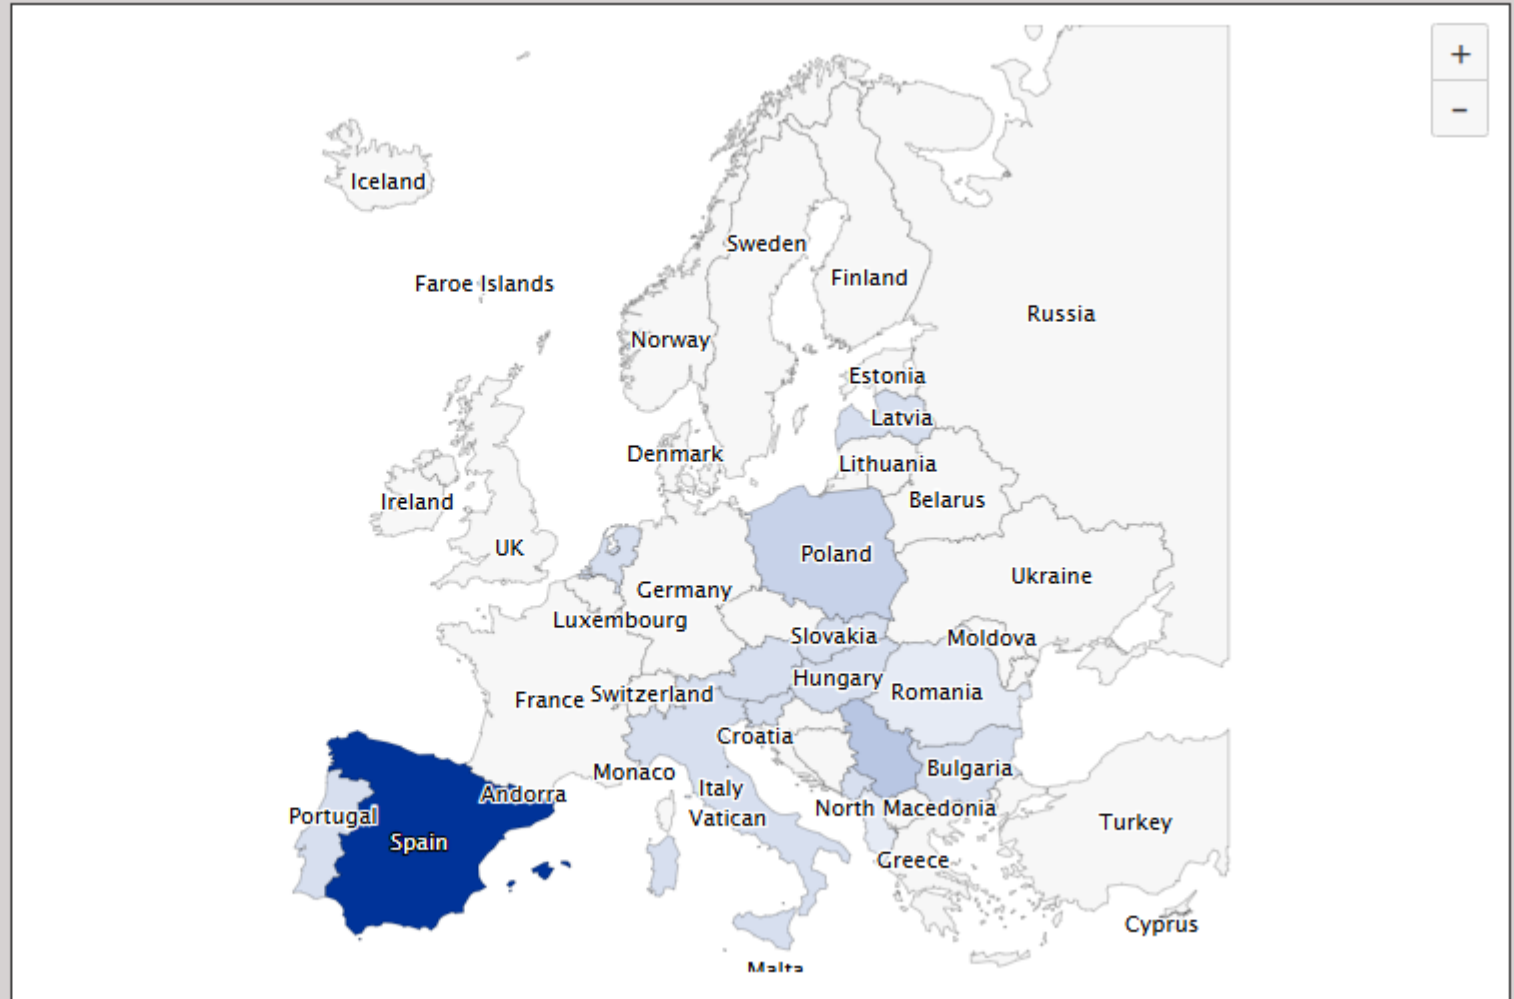 +
−
Iceland
Sweden
Finland
Faroe Islands
Russia
Norway
Estonia
Latvia
Denmark
Lithuania
Ireland
Belarus
UK
Poland
Ukraine
Germany
Luxembourg
Slovakia
Moldova
Hungary
France
Switzerland
Romania
Croatia
Bulgaria
Monaco
Italy
Andorra
North Macedonia
Portugal
Vatican
Turkey
Spain
Greece
Cyprus
Malta